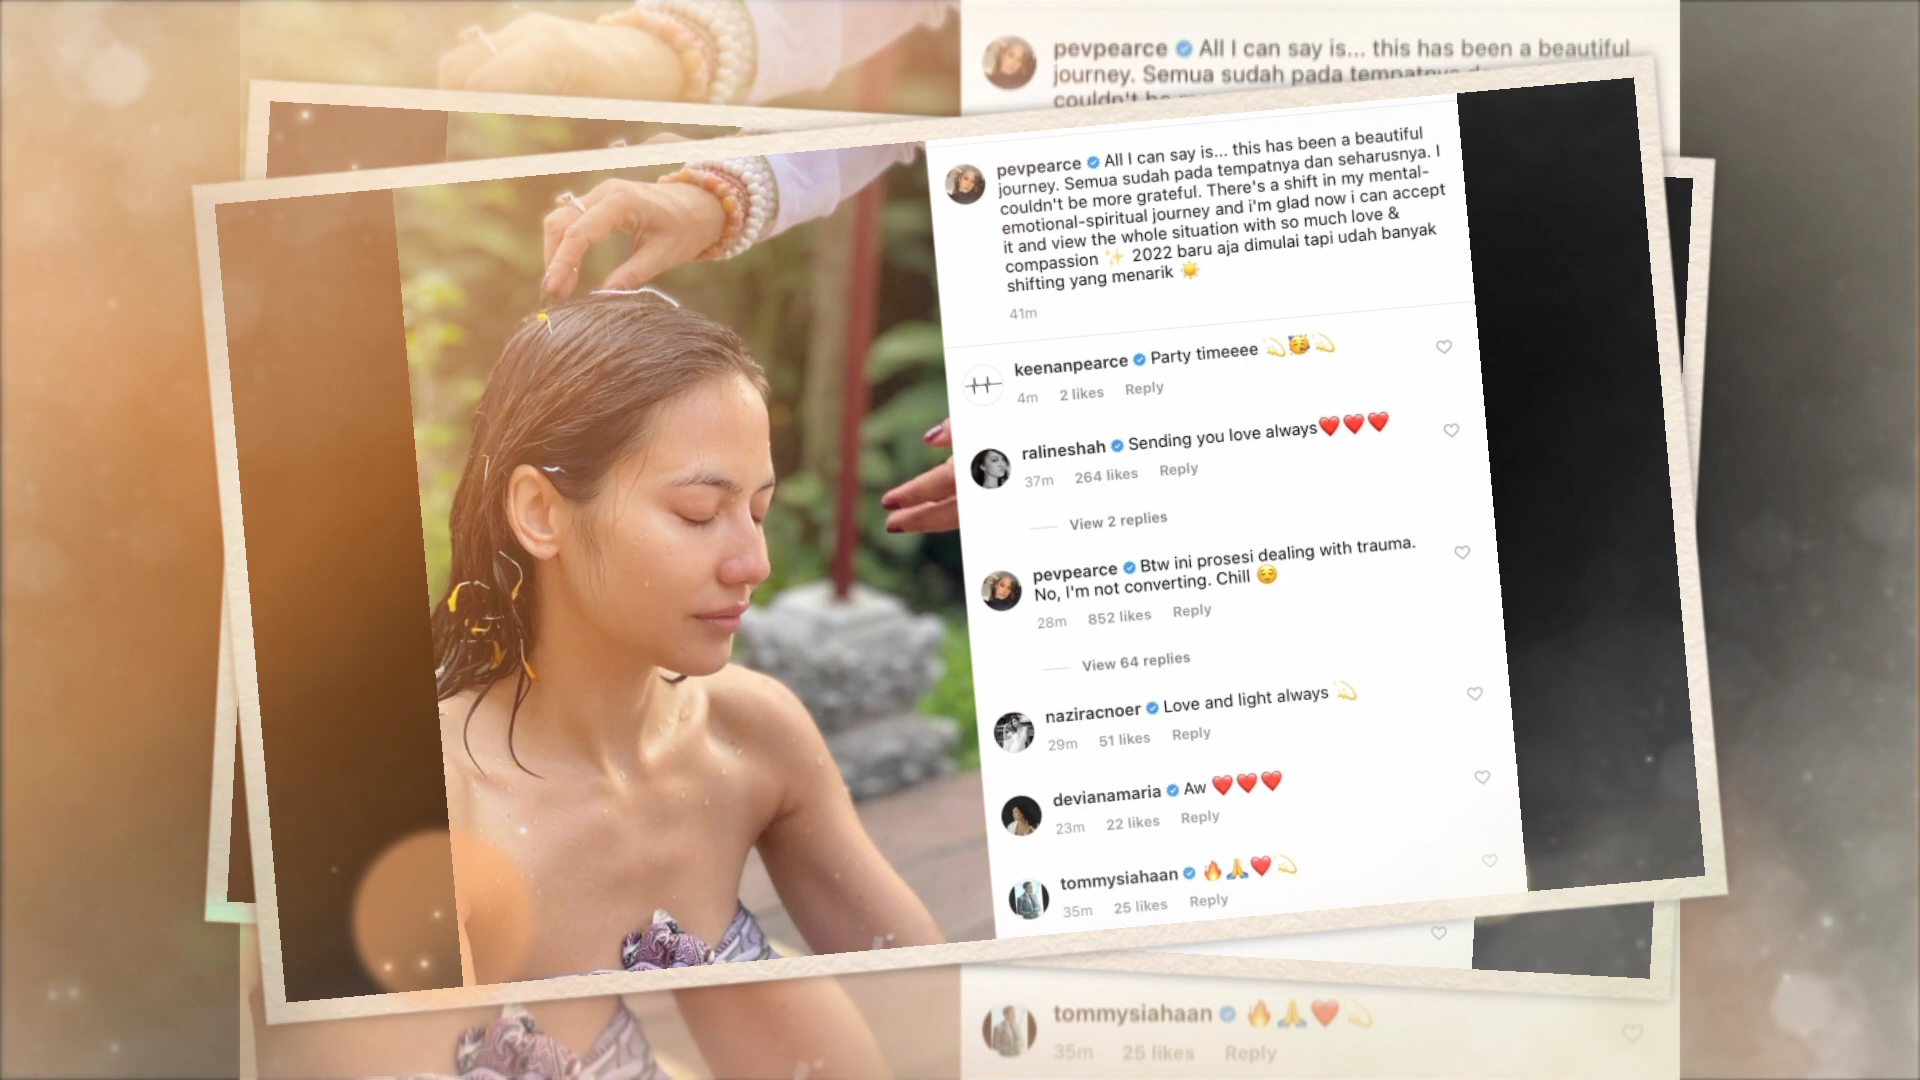 pevpearce All I can say is... this has been a beautiful
journey. Semua sudah pada tempatnya
couldn't be
pevpearce All I can say is... this has been a beautiful
journey. Semua sudah pada tempatnya dan seharusnya. I
couldn't be more grateful. There's a shift in my mental-
emotional-spiritual journey and i'm glad now i can accept
it and view the whole situation with so much love &
compassion ✨ 2022 baru aja dimulai tapi udah banyak
shifting yang menarik ☀️
41m
keenanpearce Party timeeee 💫🥳💫
4m 2 likes Reply
ralineshah Sending you love always❤️❤️❤️
37m 264 likes Reply
View 2 replies
pevpearce Btw ini prosesi dealing with trauma.
No, I'm not converting. Chill 😌
28m 852 likes Reply
View 64 replies
naziracnoer Love and light always 💫
29m 51 likes Reply
devianamaria Aw ❤️❤️❤️
23m 22 likes Reply
tommysiahaan 🔥🙏❤️💫
35m 25 likes Reply
tommysiahaan 🔥🙏❤️💫
35m 25 likes Reply